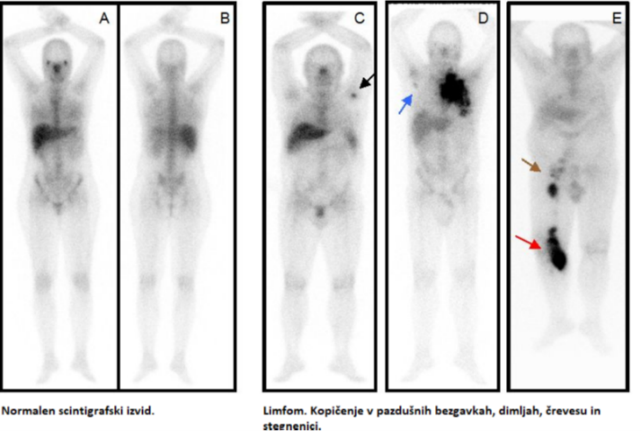 A
B
C
D
E
Normalen scintigrafski izvid.
Limfom. Kopičenje v pazdušnih bezgavkah, dimljah, črevesu in
stegnenici.